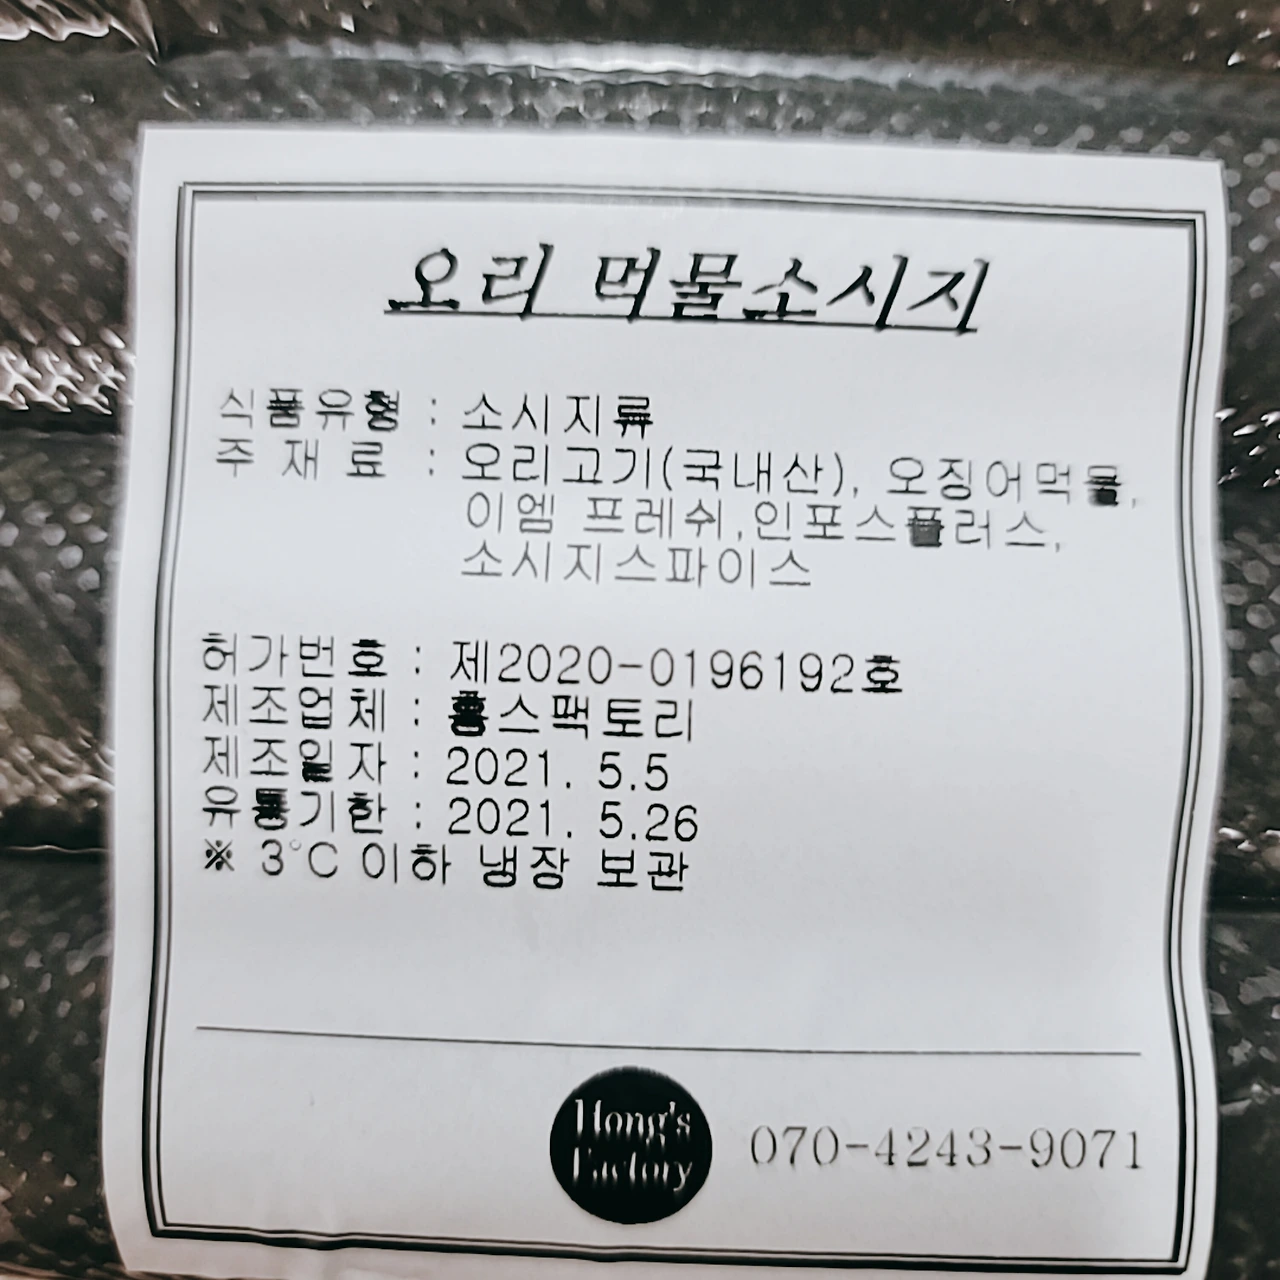 오리 먹물소시지
식품유형 : 소시지류
주 재 료 : 오리고기(국내산), 오징어먹물,
이엠 프레쉬,인포스플러스,
소시지스파이스
허가번호 : 제2020-0196192호
제조업체 : 홍스팩토리
제조일자 : 2021. 5.5
유통기한 : 2021. 5.26
※ 3°C 이하 냉장 보관
Hong's
Factory
070-4243-9071